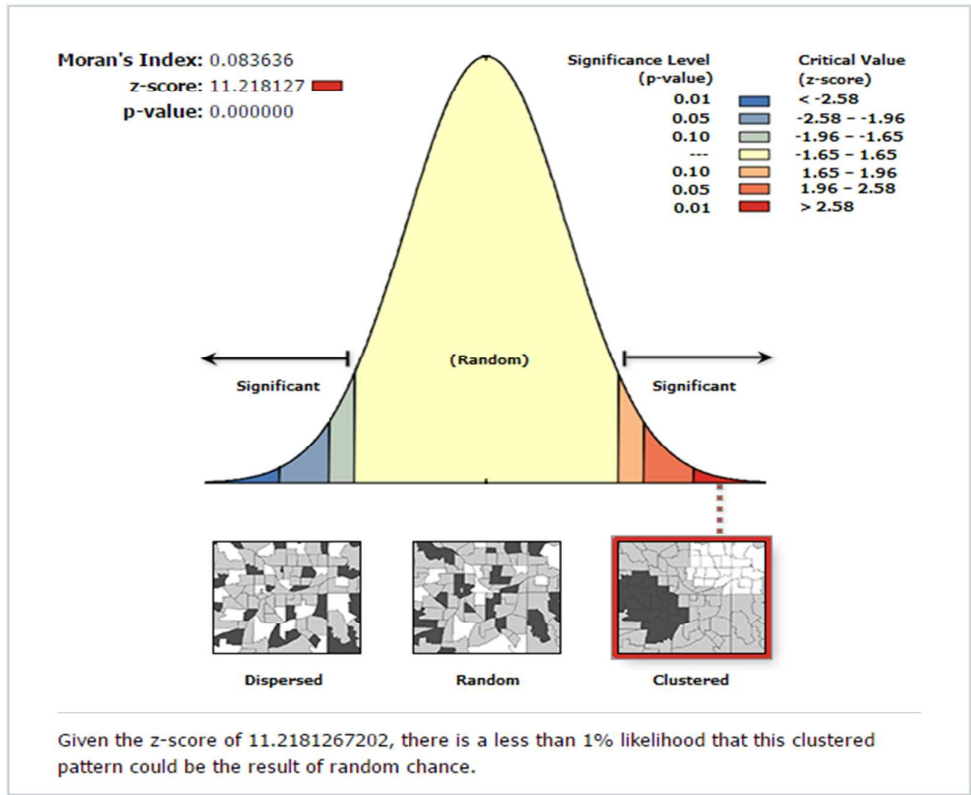 Moran's Index: 0.083636
z-score: 11.218127
p-value: 0.000000
Significance Level
(p-value)
Critical Value
(z-score)
0.01 < -2.58
0.05 -2.58 – -1.96
0.10 -1.96 – -1.65
--- -1.65 – 1.65
0.10 1.65 – 1.96
0.05 1.96 – 2.58
0.01 > 2.58
(Random)
Significant
Significant
Dispersed
Random
Clustered
Given the z-score of 11.2181267202, there is a less than 1% likelihood that this clustered
pattern could be the result of random chance.